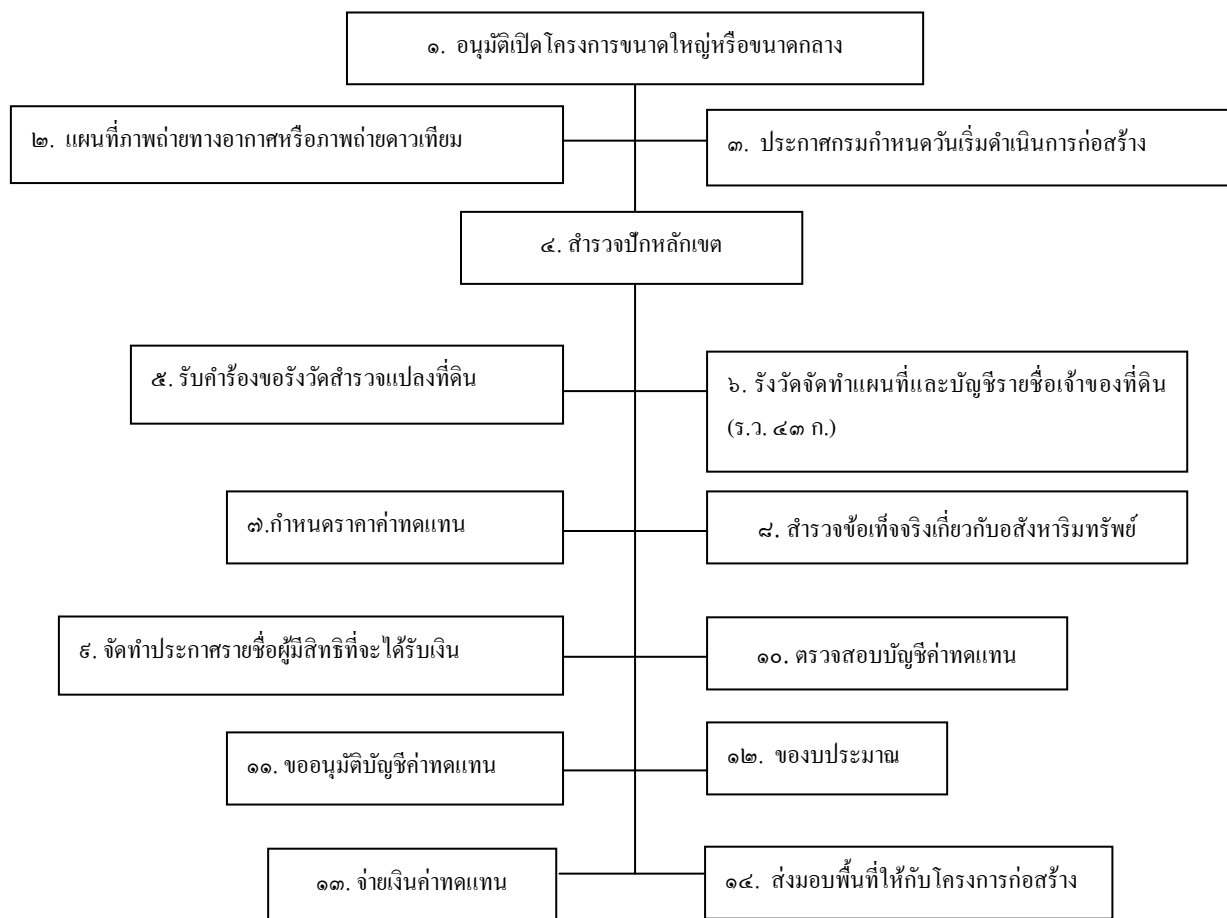 ๑. อนุมัติเปิดโครงการขนาดใหญ่หรือขนาดกลาง
๒. แผนที่ภาพถ่ายทางอากาศหรือภาพถ่ายดาวเทียม
๓. ประกาศกรมกำหนดวันเริ่มดำเนินการก่อสร้าง
๔. สำรวจปักหลักเขต
๕. รับคำร้องขอรังวัดสำรวจแปลงที่ดิน
๖. รังวัดจัดทำแผนที่และบัญชีรายชื่อเจ้าของที่ดิน
(ร.ว. ๔๓ ก.)
๗.กำหนดราคาค่าทดแทน
๘. สำรวจข้อเท็จจริงเกี่ยวกับอสังหาริมทรัพย์
๙. จัดทำประกาศรายชื่อผู้มีสิทธิที่จะได้รับเงิน
๑๐. ตรวจสอบบัญชีค่าทดแทน
๑๑. ขออนุมัติบัญชีค่าทดแทน
๑๒. ของบประมาณ
๑๓. จ่ายเงินค่าทดแทน
๑๔. ส่งมอบพื้นที่ให้กับโครงการก่อสร้าง